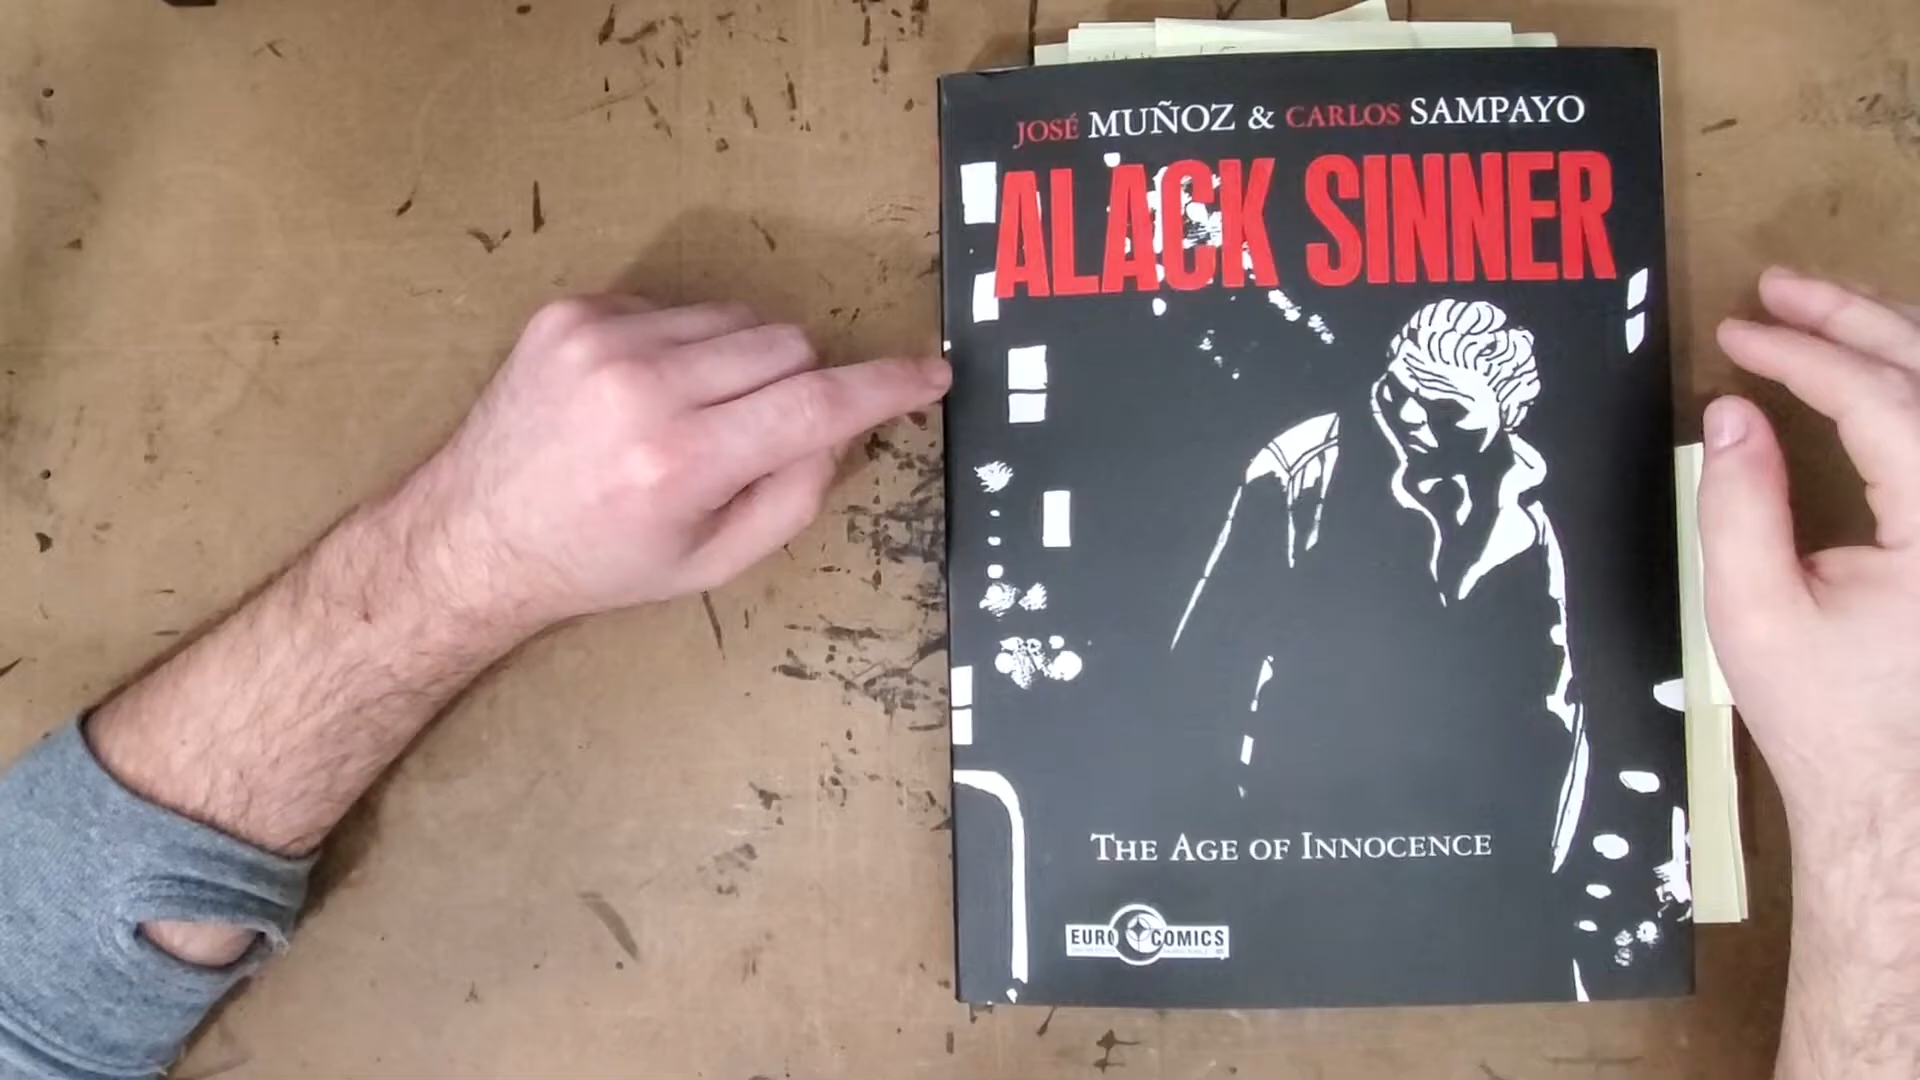 JOSÉ MUÑOZ & CARLOS SAMPAYO
ALACK SINNER
THE AGE OF INNOCENCE
EURO COMICS